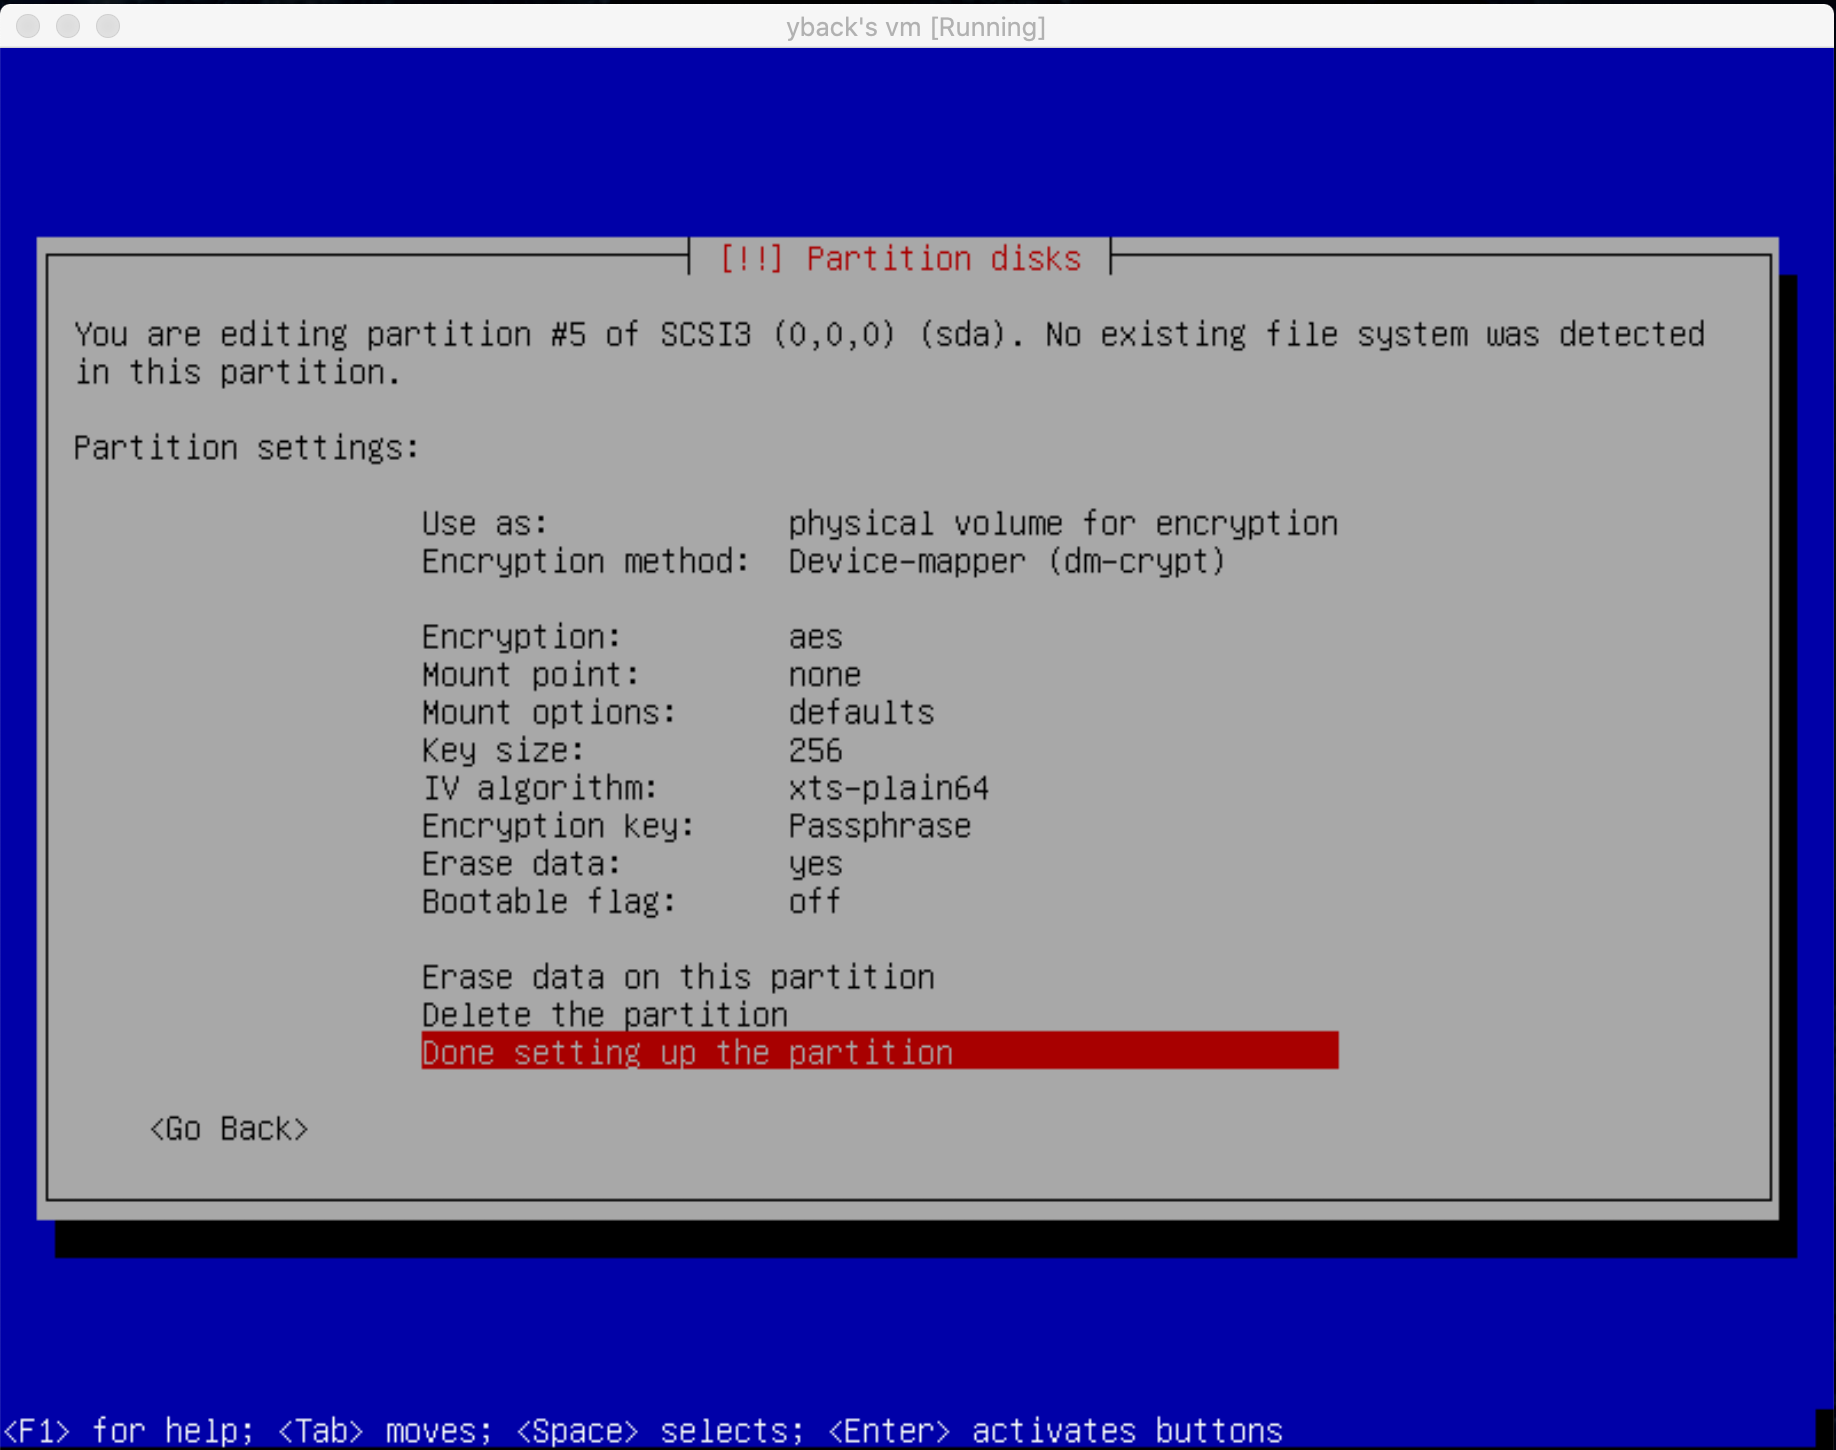 yback's vm [Running]
[!!] Partition disks
You are editing partition #5 of SCSI3 (0,0,0) (sda). No existing file system was detected
in this partition.
Partition settings:
Use as: physical volume for encryption
Encryption method: Device-mapper (dm-crypt)
Encryption: aes
Mount point: none
Mount options: defaults
Key size: 256
IV algorithm: xts-plain64
Encryption key: Passphrase
Erase data: yes
Bootable flag: off
Erase data on this partition
Delete the partition
Done setting up the partition
<Go Back>
<F1> for help; <Tab> moves; <Space> selects; <Enter> activates buttons